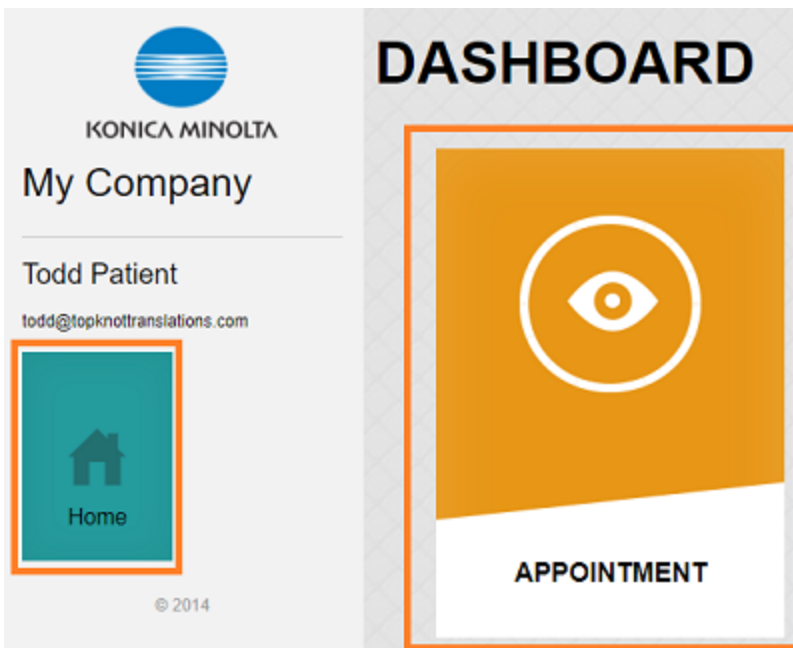 KONICA MINOLTA
My Company
Todd Patient
todd@topknottranslations.com
Home
© 2014
DASHBOARD
APPOINTMENT